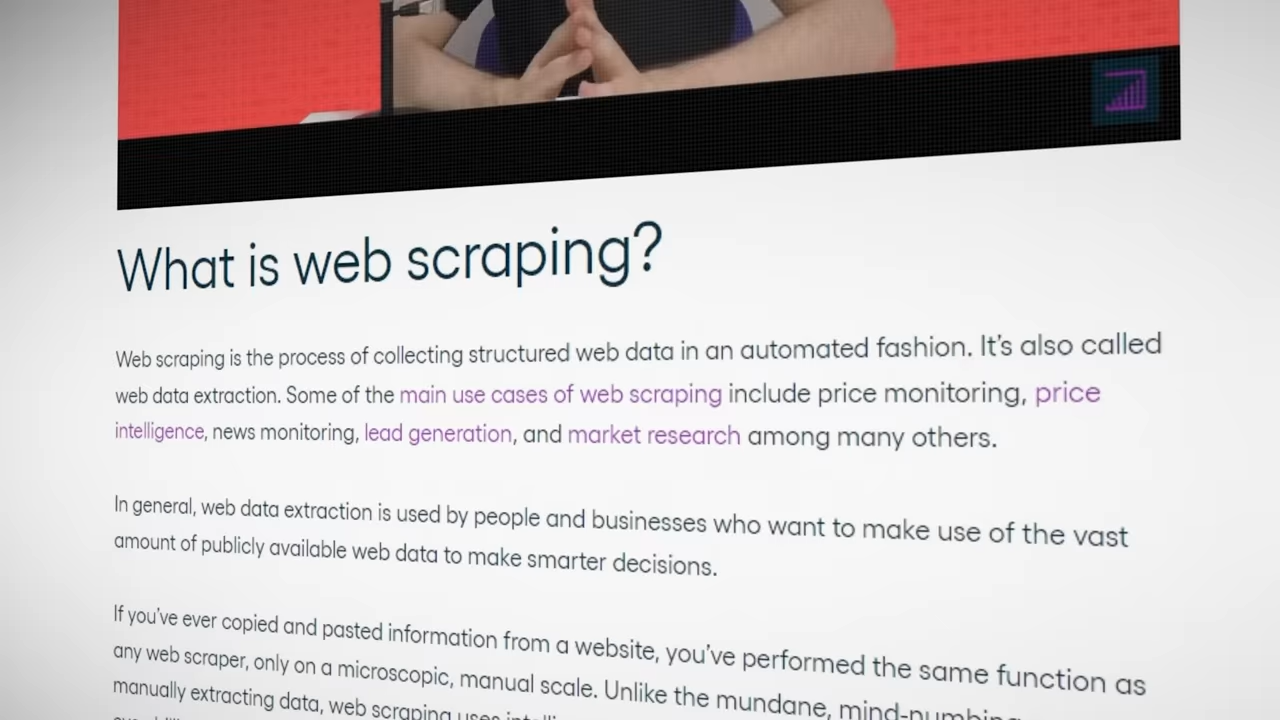 What is web scraping?
Web scraping is the process of collecting structured web data in an automated fashion. It's also called
web data extraction. Some of the main use cases of web scraping include price monitoring, price
intelligence, news monitoring, lead generation, and market research among many others.
In general, web data extraction is used by people and businesses who want to make use of the vast
amount of publicly available web data to make smarter decisions.
If you've ever copied and pasted information from a website, you've performed the same function as
any web scraper, only on a microscopic, manual scale. Unlike the mundane, mind-numbing
manually extracting data, web scraping uses